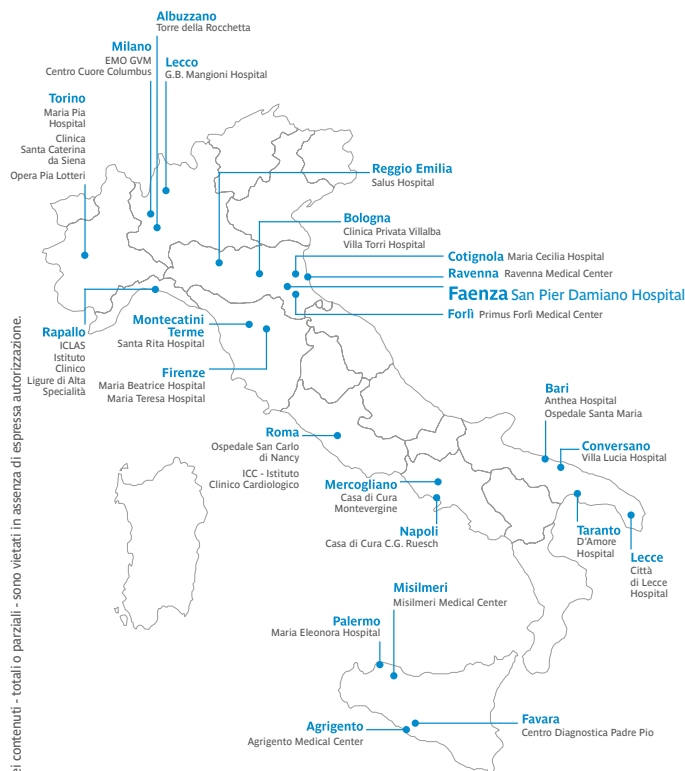 Albuzzano
Torre della Rocchetta
Milano
EMO GVM
Centro Cuore Columbus
Lecco
G.B. Mangioni Hospital
Torino
Maria Pia
Hospital
Clinica
Santa Caterina
da Siena
Opera Pia Lotteri
Reggio Emilia
Salus Hospital
Bologna
Clinica Privata Villalba
Villa Torri Hospital
Cotignola Maria Cecilia Hospital
Ravenna Ravenna Medical Center
Faenza San Pier Damiano Hospital
Forlì Primus Forlì Medical Center
Rapallo
ICLAS
Istituto
Clinico
Ligure di Alta
Specialità
Montecatini
Terme
Santa Rita Hospital
Firenze
Maria Beatrice Hospital
Maria Teresa Hospital
Roma
Ospedale San Carlo
di Nancy
ICC - Istituto
Clinico Cardiologico
Mercogliano
Casa di Cura
Montevergine
Napoli
Casa di Cura C.G. Ruesch
Bari
Anthea Hospital
Ospedale Santa Maria
Conversano
Villa Lucia Hospital
Taranto
D'Amore
Hospital
Lecce
Città
di Lecce
Hospital
Misilmeri
Misilmeri Medical Center
Palermo
Maria Eleonora Hospital
Agrigento
Agrigento Medical Center
Favara
Centro Diagnostica Padre Pio
contenuti - totali o parziali - sono vietati in assenza di espressa autorizzazione.